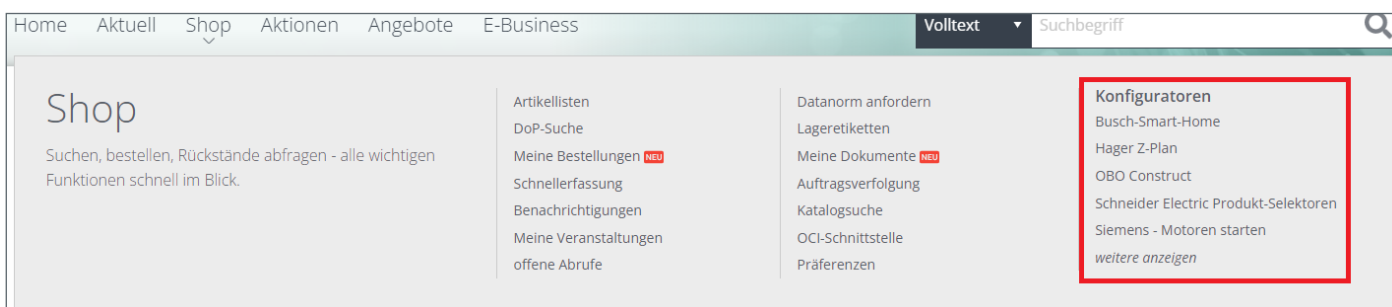 Home Aktuell Shop Aktionen Angebote E-Business Volltext Suchbegriff
Shop
Suchen, bestellen, Rückstände abfragen - alle wichtigen
Funktionen schnell im Blick.
Artikellisten
DoP-Suche
Meine Bestellungen NEU
Schnellerfassung
Benachrichtigungen
Meine Veranstaltungen
offene Abrufe
Datanorm anfordern
Lageretiketten
Meine Dokumente NEU
Auftragsverfolgung
Katalogsuche
OCI-Schnittstelle
Präferenzen
Konfiguratoren
Busch-Smart-Home
Hager Z-Plan
OBO Construct
Schneider Electric Produkt-Selektoren
Siemens - Motoren starten
weitere anzeigen